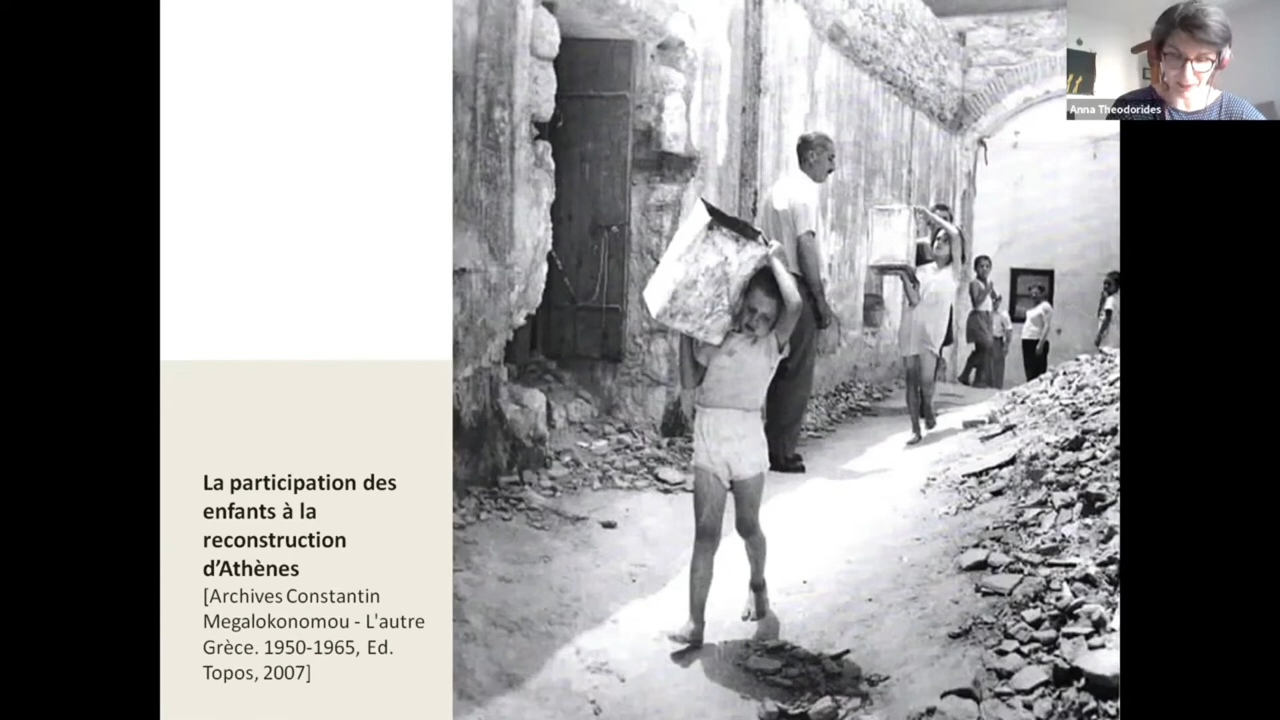 Anna Theodorides
La participation des
enfants à la
reconstruction
d’Athènes
[Archives Constantin
Megalokonomou - L'autre
Grèce. 1950-1965, Ed.
Topos, 2007]